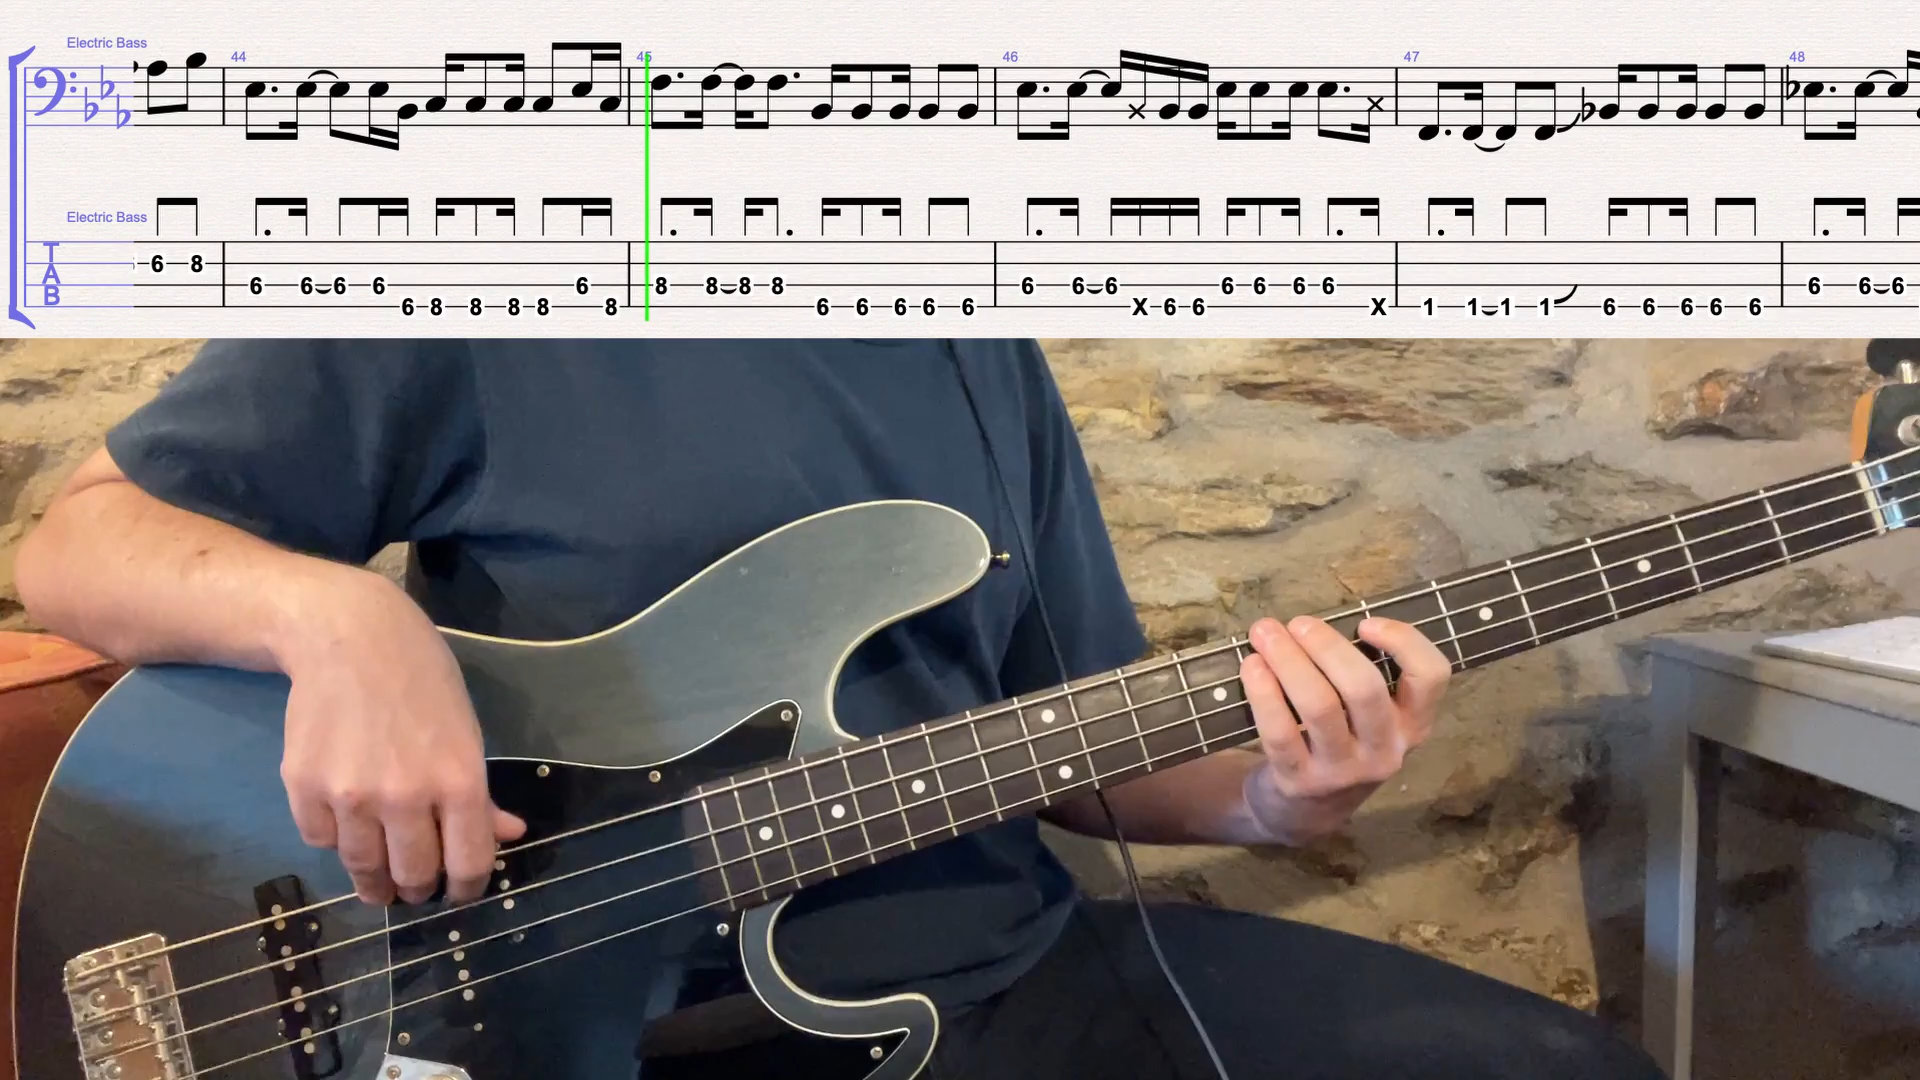 Electric Bass
44 45 46 47 48
Electric Bass
T
A
B
6 8
6 6 6 6 6 8 8 8 8 6 8
8 8 8 8 6 6 6 6 6
6 6 6 X 6 6 6 6 6 6 X
1 1 1 1 6 6 6 6 6
6 6 6